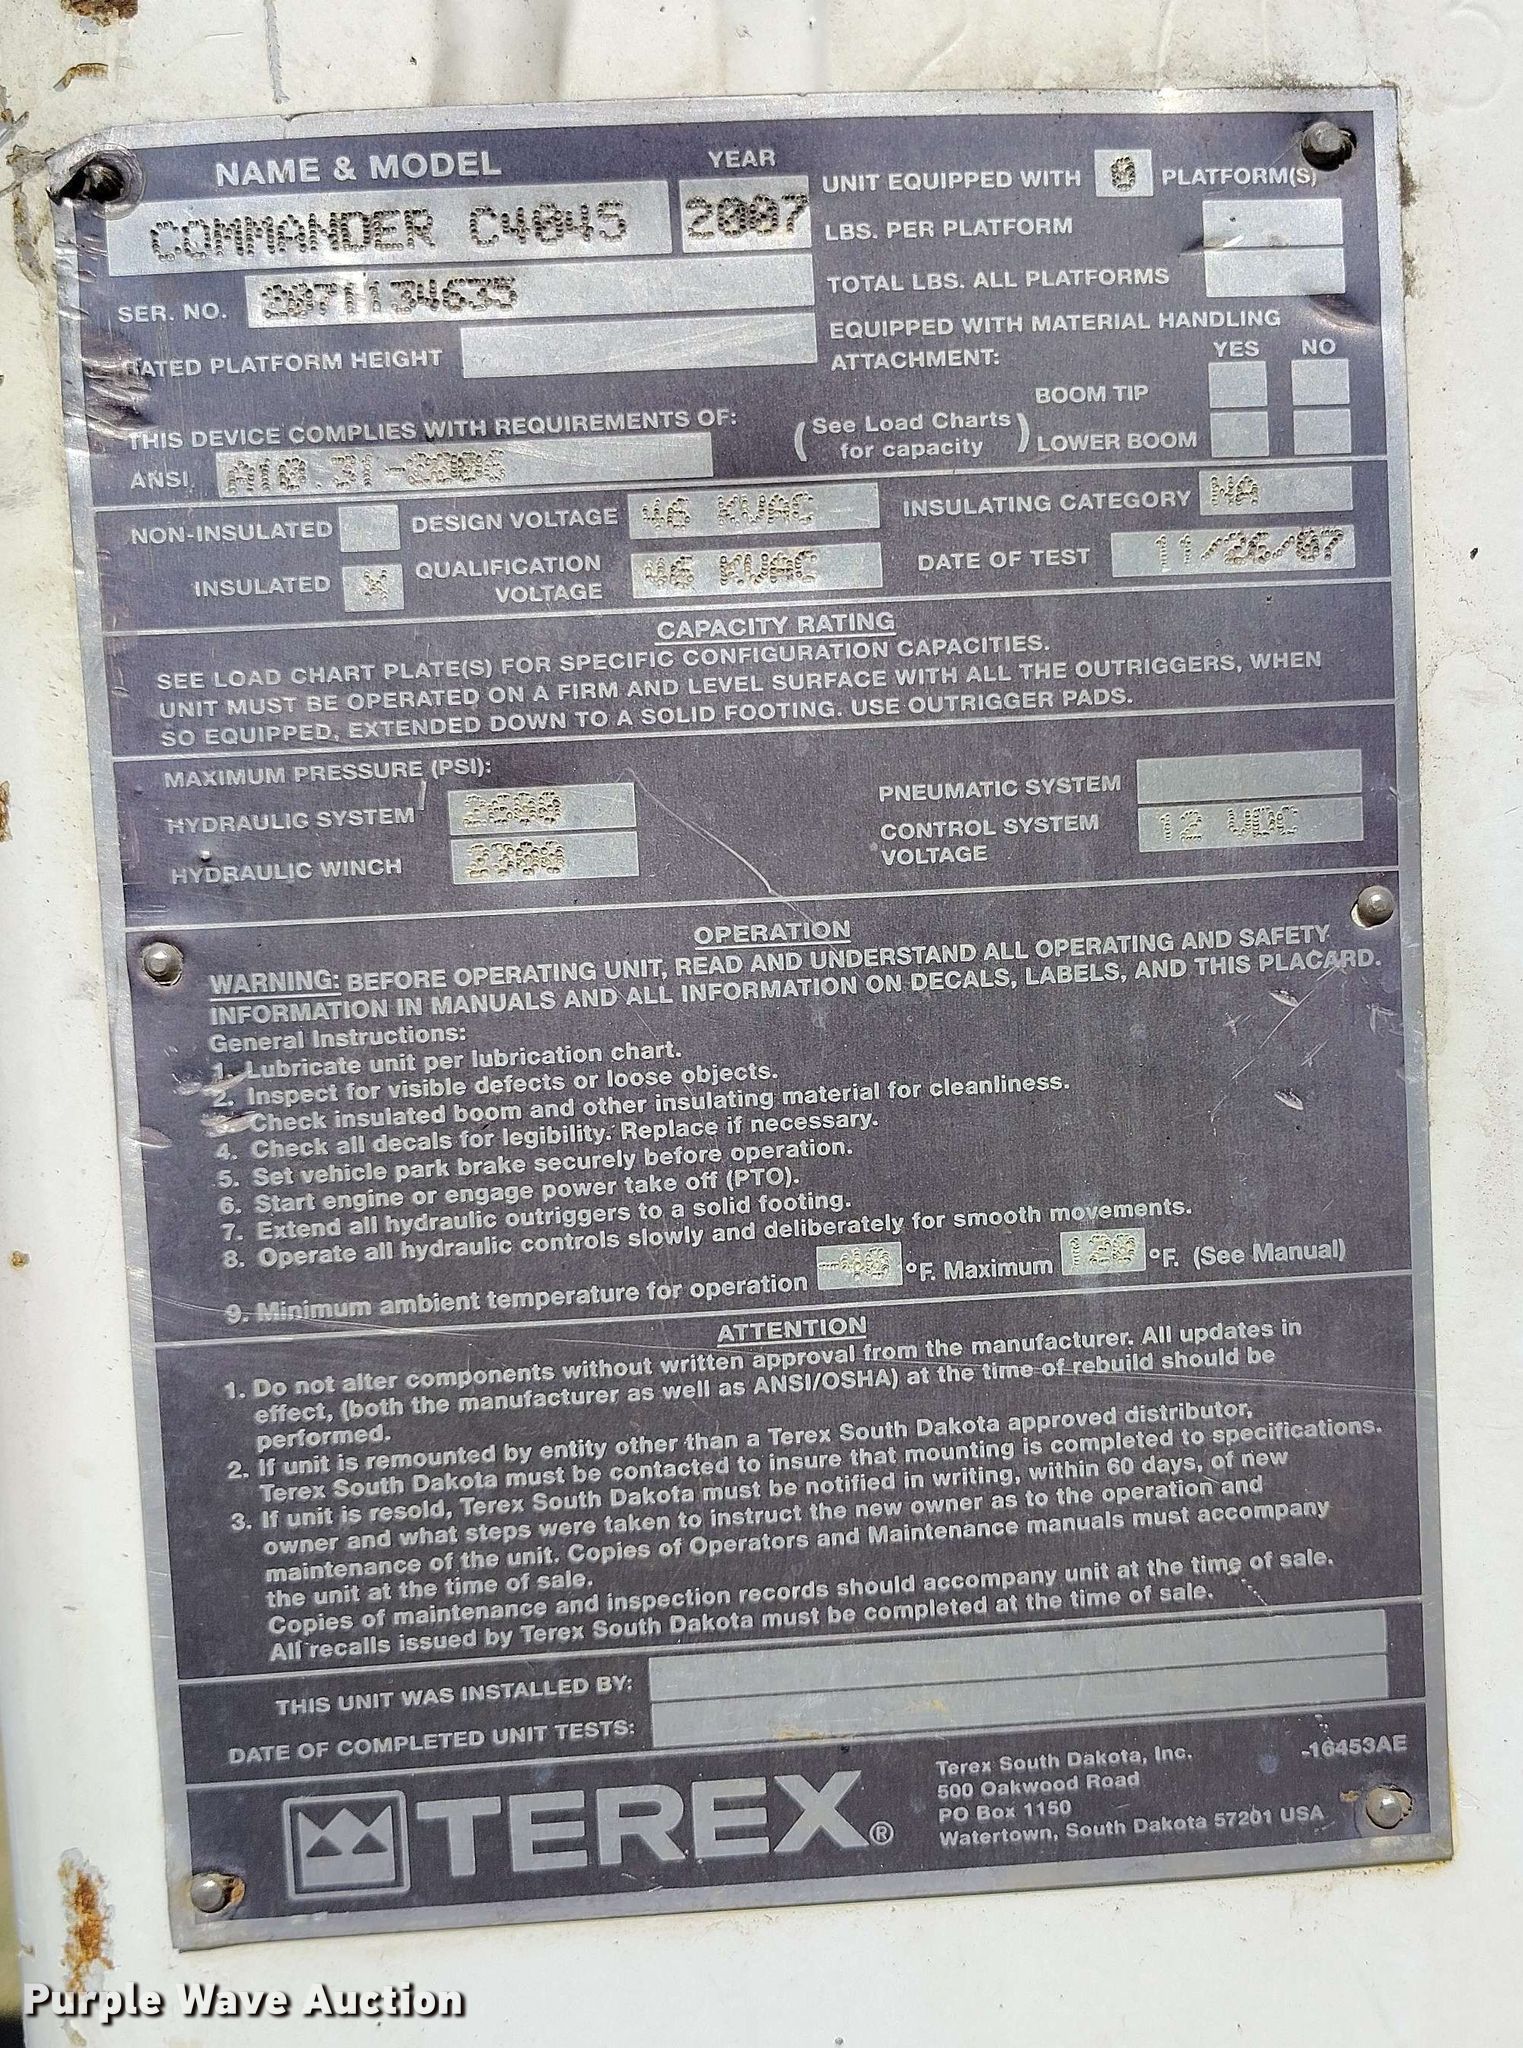 NAME & MODEL
YEAR
COMMANDER C4045
2007
UNIT EQUIPPED WITH 0 PLATFORM(S)
LBS. PER PLATFORM
SER. NO.
TOTAL LBS. ALL PLATFORMS
RATED PLATFORM HEIGHT
EQUIPPED WITH MATERIAL HANDLING
ATTACHMENT:
YES NO
BOOM TIP
THIS DEVICE COMPLIES WITH REQUIREMENTS OF:
(See Load Charts
for capacity)
LOWER BOOM
ANSI A10.31-2006
NON-INSULATED
DESIGN VOLTAGE 46 KVAC
INSULATING CATEGORY NA
INSULATED X
QUALIFICATION
VOLTAGE
46 KVAC
DATE OF TEST 11/26/07
CAPACITY RATING
SEE LOAD CHART PLATE(S) FOR SPECIFIC CONFIGURATION CAPACITIES.
UNIT MUST BE OPERATED ON A FIRM AND LEVEL SURFACE WITH ALL THE OUTRIGGERS, WHEN
SO EQUIPPED, EXTENDED DOWN TO A SOLID FOOTING. USE OUTRIGGER PADS.
MAXIMUM PRESSURE (PSI):
HYDRAULIC SYSTEM
HYDRAULIC WINCH
PNEUMATIC SYSTEM
CONTROL SYSTEM
VOLTAGE
12 VDC
OPERATION
WARNING: BEFORE OPERATING UNIT, READ AND UNDERSTAND ALL OPERATING AND SAFETY
INFORMATION IN MANUALS AND ALL INFORMATION ON DECALS, LABELS, AND THIS PLACARD.
General Instructions:
1. Lubricate unit per lubrication chart.
2. Inspect for visible defects or loose objects.
3. Check insulated boom and other insulating material for cleanliness.
4. Check all decals for legibility. Replace if necessary.
5. Set vehicle park brake securely before operation.
6. Start engine or engage power take off (PTO).
7. Extend all hydraulic outriggers to a solid footing.
8. Operate all hydraulic controls slowly and deliberately for smooth movements.
9. Minimum ambient temperature for operation -40 °F. Maximum 120 °F. (See Manual)
ATTENTION
1. Do not alter components without written approval from the manufacturer. All updates in
effect, (both the manufacturer as well as ANSI/OSHA) at the time of rebuild should be
performed.
2. If unit is remounted by entity other than a Terex South Dakota approved distributor,
Terex South Dakota must be contacted to insure that mounting is completed to specifications.
3. If unit is resold, Terex South Dakota must be notified in writing, within 60 days, of new
owner and what steps were taken to instruct the new owner as to the operation and
maintenance of the unit. Copies of Operators and Maintenance manuals must accompany
the unit at the time of sale.
Copies of maintenance and inspection records should accompany unit at the time of sale.
All recalls issued by Terex South Dakota must be completed at the time of sale.
THIS UNIT WAS INSTALLED BY:
DATE OF COMPLETED UNIT TESTS:
TEREX®
Terex South Dakota, Inc.
500 Oakwood Road
PO Box 1150
Watertown, South Dakota 57201 USA
-16453AE
Purple Wave Auction